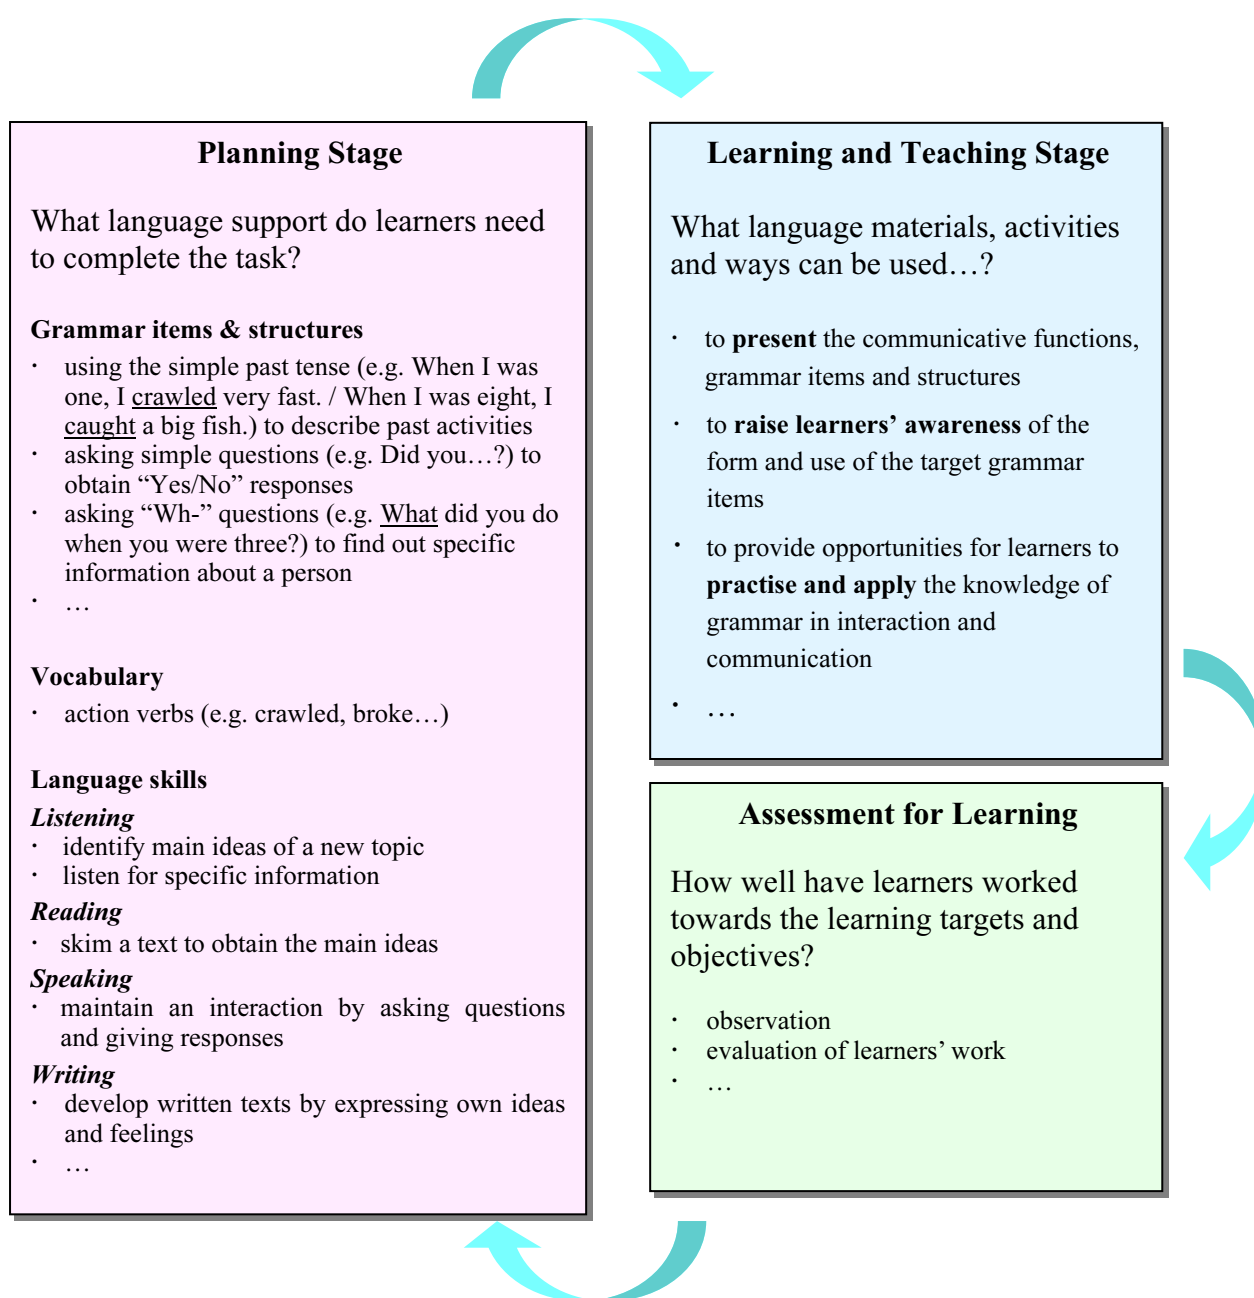 Planning Stage
What language support do learners need
to complete the task?
Grammar items & structures
· using the simple past tense (e.g. When I was
one, I crawled very fast. / When I was eight, I
caught a big fish.) to describe past activities
· asking simple questions (e.g. Did you…?) to
obtain “Yes/No” responses
· asking “Wh-” questions (e.g. What did you do
when you were three?) to find out specific
information about a person
· …
Vocabulary
· action verbs (e.g. crawled, broke…)
Language skills
Listening
· identify main ideas of a new topic
· listen for specific information
Reading
· skim a text to obtain the main ideas
Speaking
· maintain an interaction by asking questions
and giving responses
Writing
· develop written texts by expressing own ideas
and feelings
· …
Learning and Teaching Stage
What language materials, activities
and ways can be used…?
· to present the communicative functions,
grammar items and structures
· to raise learners’ awareness of the
form and use of the target grammar
items
· to provide opportunities for learners to
practise and apply the knowledge of
grammar in interaction and
communication
· …
Assessment for Learning
How well have learners worked
towards the learning targets and
objectives?
· observation
· evaluation of learners’ work
· …